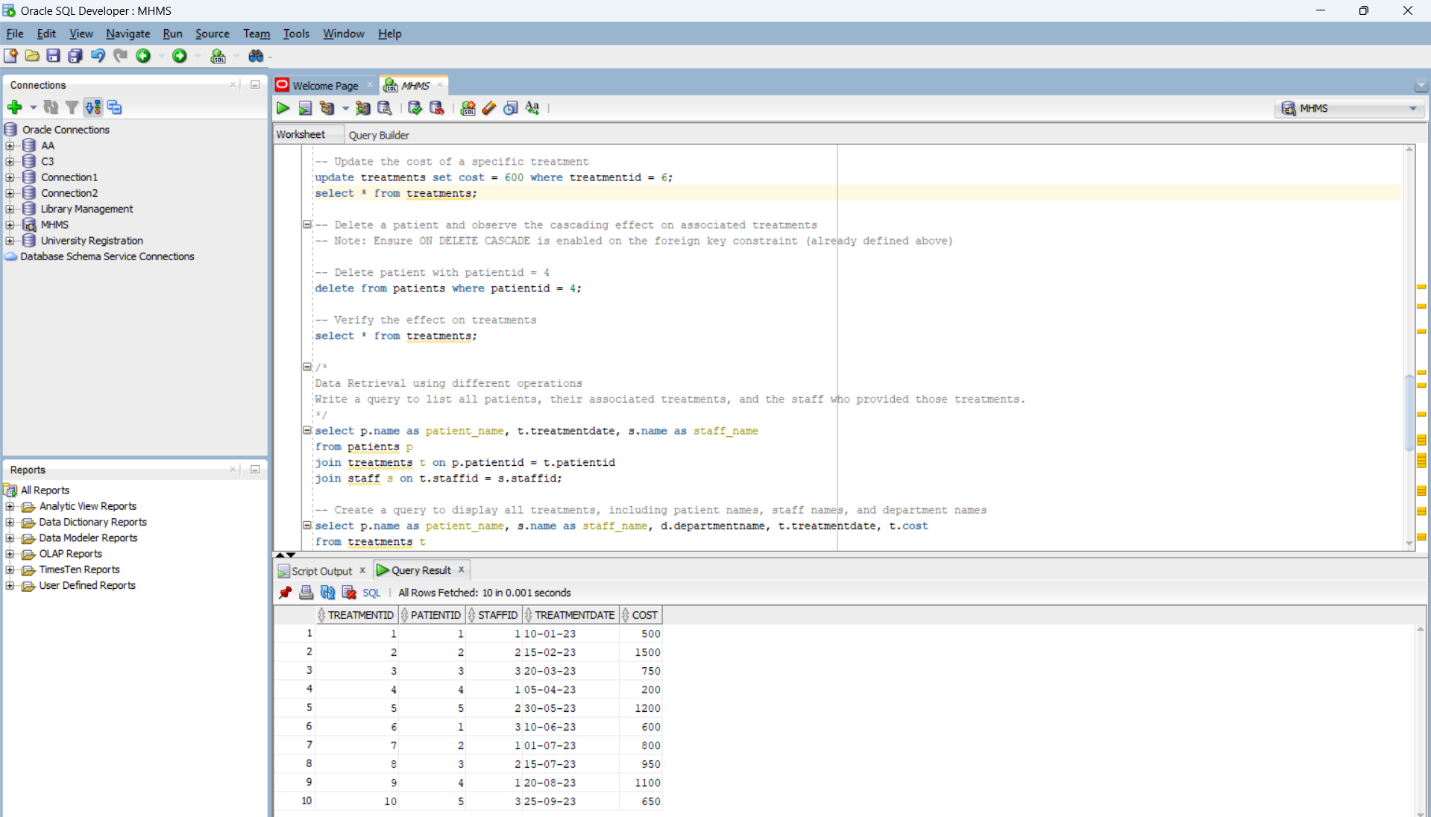 Oracle SQL Developer : MHMS
File Edit View Navigate Run Source Team Tools Window Help
Connections
Oracle Connections
AA
C3
Connection1
Connection2
Library Management
MHMS
University Registration
Database Schema Service Connections
Reports
All Reports
Analytic View Reports
Data Dictionary Reports
Data Modeler Reports
OLAP Reports
TimesTen Reports
User Defined Reports
Welcome Page MHMS
MHMS
Worksheet Query Builder
-- Update the cost of a specific treatment
update treatments set cost = 600 where treatmentid = 6;
select * from treatments;
-- Delete a patient and observe the cascading effect on associated treatments
-- Note: Ensure ON DELETE CASCADE is enabled on the foreign key constraint (already defined above)
-- Delete patient with patientid = 4
delete from patients where patientid = 4;
-- Verify the effect on treatments
select * from treatments;
/*
Data Retrieval using different operations
Write a query to list all patients, their associated treatments, and the staff who provided those treatments.
*/
select p.name as patient_name, t.treatmentdate, s.name as staff_name
from patients p
join treatments t on p.patientid = t.patientid
join staff s on t.staffid = s.staffid;
-- Create a query to display all treatments, including patient names, staff names, and department names
select p.name as patient_name, s.name as staff_name, d.departmentname, t.treatmentdate, t.cost
from treatments t
Script Output x Query Result x
SQL | All Rows Fetched: 10 in 0.001 seconds
TREATMENTID PATIENTID STAFFID TREATMENTDATE COST
1 1 1 1 10-01-23 500
2 2 2 2 15-02-23 1500
3 3 3 3 20-03-23 750
4 4 4 1 05-04-23 200
5 5 5 2 30-05-23 1200
6 6 1 3 10-06-23 600
7 7 2 1 01-07-23 800
8 8 3 2 15-07-23 950
9 9 4 1 20-08-23 1100
10 10 5 3 25-09-23 650